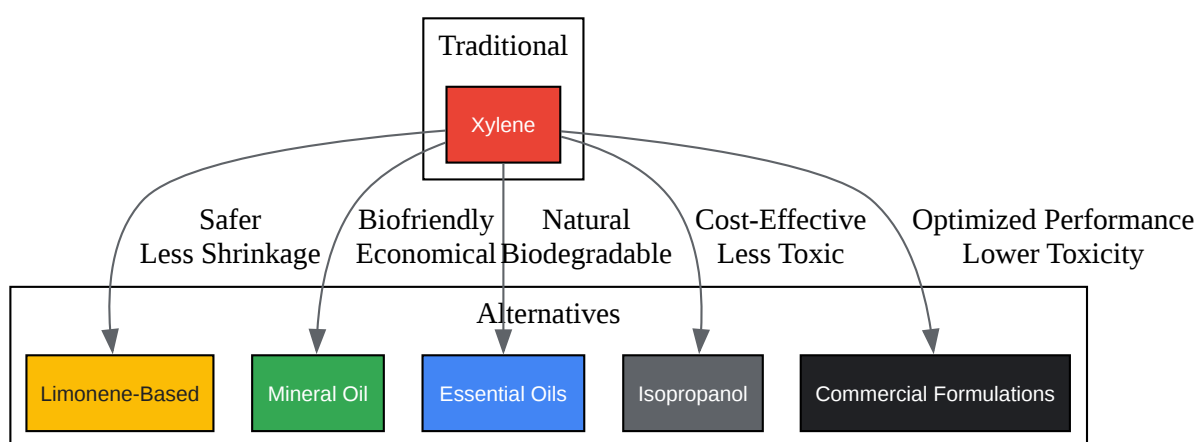 Traditional
Xylene
Safer
Less Shrinkage
Biofriendly
Economical
Natural
Biodegradable
Cost-Effective
Less Toxic
Optimized Performance
Lower Toxicity
Alternatives
Limonene-Based
Mineral Oil
Essential Oils
Isopropanol
Commercial Formulations